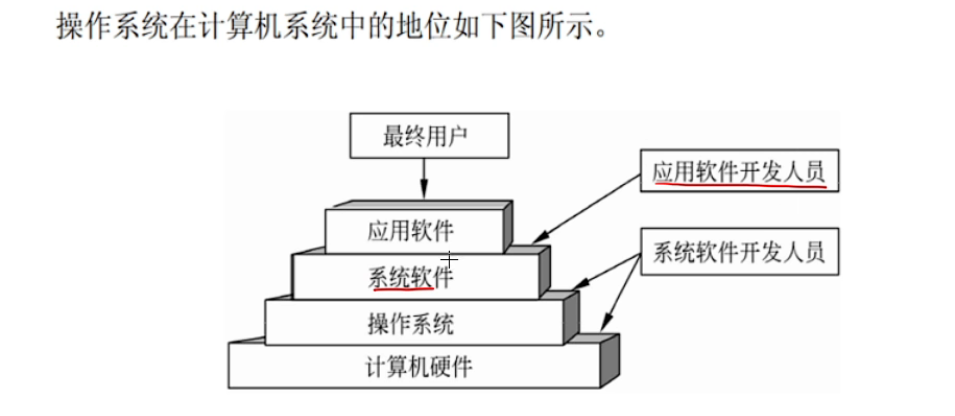 操作系统在计算机系统中的地位如下图所示。
最终用户
应用软件开发人员
应用软件
系统软件开发人员
系统软件
操作系统
计算机硬件